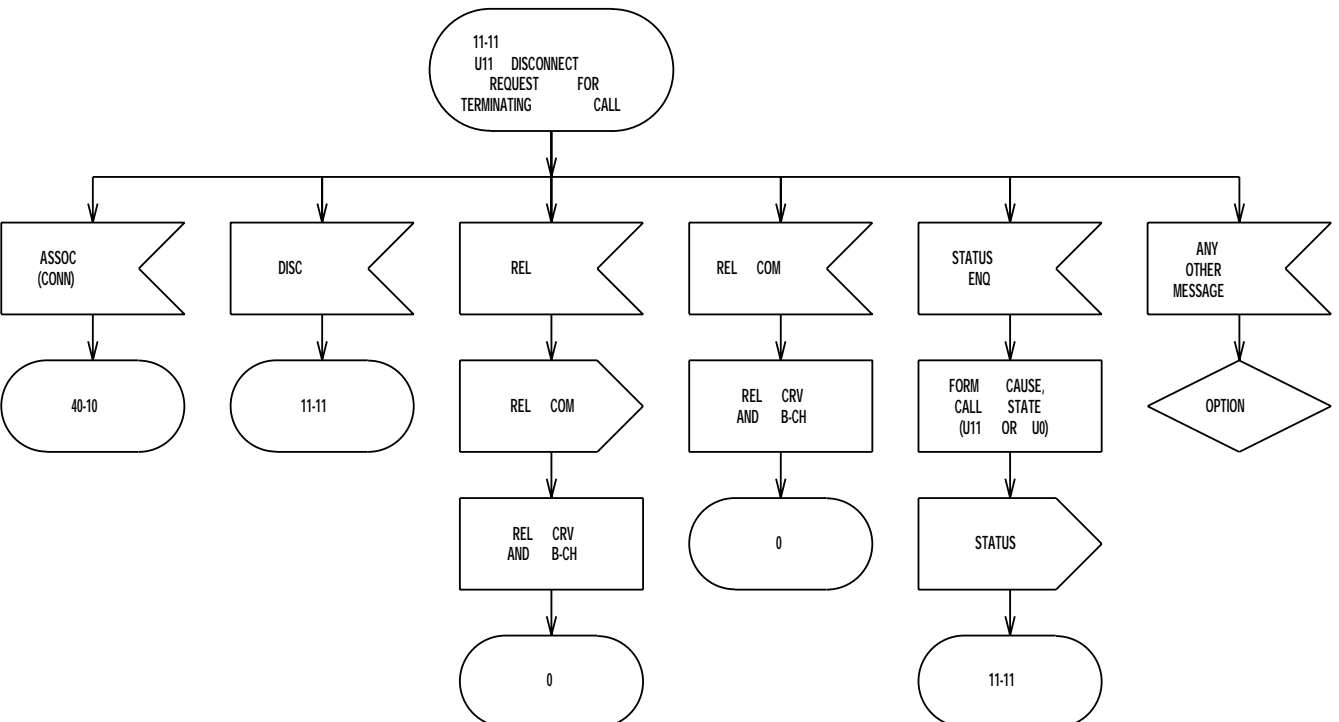 11-11
U11 DISCONNECT
REQUEST FOR
TERMINATING CALL
ASSOC
(CONN)
DISC
REL
REL COM
STATUS
ENQ
ANY
OTHER
MESSAGE
40-10
11-11
REL COM
REL CRV
AND B-CH
FORM CAUSE,
CALL STATE
(U11 OR U0)
OPTION
REL CRV
AND B-CH
0
STATUS
0
11-11